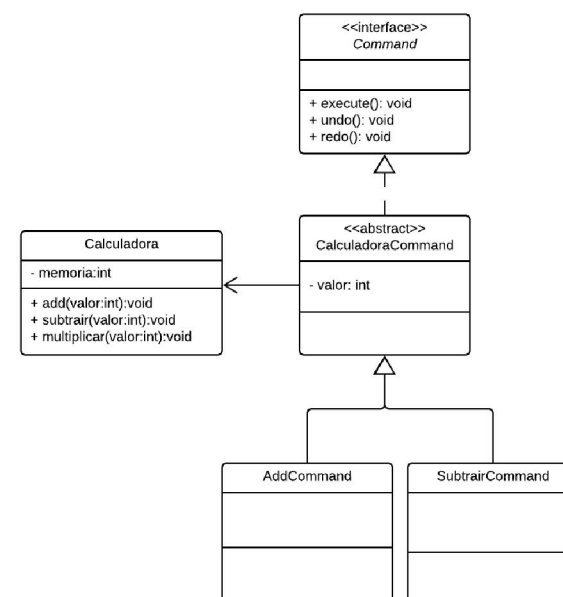 <<interface>>
Command
+ execute(): void
+ undo(): void
+ redo(): void
<<abstract>>
CalculadoraCommand
- valor: int
Calculadora
- memoria:int
+ add(valor:int):void
+ subtrair(valor:int):void
+ multiplicar(valor:int):void
AddCommand
SubtrairCommand